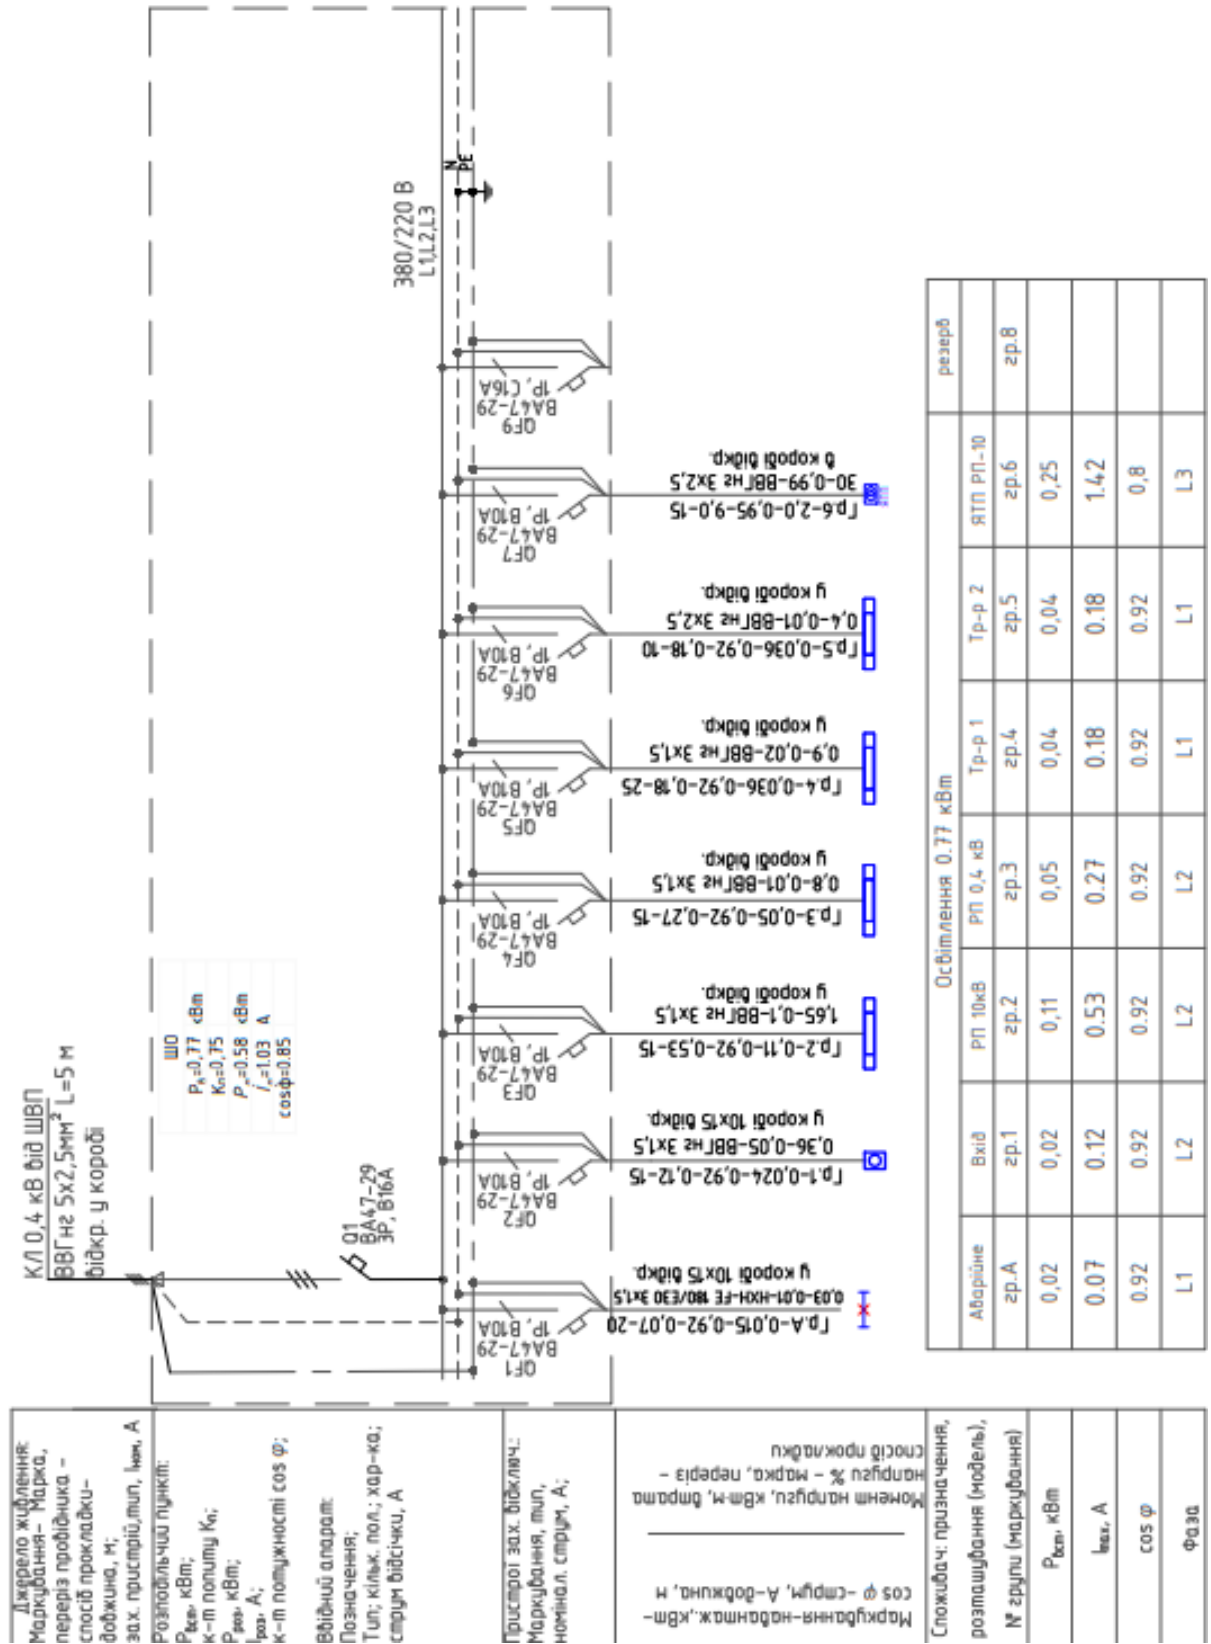 Джерело живлення:
Маркування- Марка,
переріз провідника -
спосіб прокладки-
довжина, м;
зах. пристрій,тип, Iном, А
Розподільчий пункт:
Рвст, кВт;
к-т попиту Кп;
Рроз, кВт;
Iроз, А;
к-т потужності cos φ;
Ввідний апарат:
Позначення;
Тип; кільк. пол.; хар-ка;
струм відсічки, А
Пристрої зах. відключ.:
Маркування, тип,
номінал. струм, А;
Маркування-навантаж.,кВт-
cos φ -струм, А-довжина, м
Момент напруги, кВт·м, втрата
напруги % - марка, переріз -
спосіб прокладки
КЛ 0,4 кВ від ШВП
ВВГнг 5x2,5мм² L=5 м
відкр. у коробі
ШО
=0,77 кВт
=0,75
=0.58 кВт
=1.03 А
cosφ=0.85
Q1
ВА47-29
3Р, В16А
380/220 В
L1,L2,L3
N
PE
QF1
ВА47-29
1Р, В10А
QF2
ВА47-29
1Р, В10А
QF3
ВА47-29
1Р, В10А
QF4
ВА47-29
1Р, В10А
QF5
ВА47-29
1Р, В10А
QF6
ВА47-29
1Р, В10А
QF7
ВА47-29
1Р, В10А
QF9
ВА47-29
1Р, С16А
Гр.А-0,015-0,92-0,07-20
0,03-0,01-НХН-FE 180/E30 3x1,5
у коробі 10x15 відкр.
Гр.1-0,024-0,92-0,12-15
0,36-0,05-ВВГнг 3x1,5
у коробі 10x15 відкр.
Гр.2-0,11-0,92-0,53-15
1,65-0,1-ВВГнг 3x1,5
у коробі відкр.
Гр.3-0,05-0,92-0,27-15
0,8-0,01-ВВГнг 3x1,5
у коробі відкр.
Гр.4-0,036-0,92-0,18-25
0,9-0,02-ВВГнг 3x1,5
у коробі відкр.
Гр.5-0,036-0,92-0,18-10
0,4-0,01-ВВГнг 3x2,5
у коробі відкр.
Гр.6-2,0-0,95-9,0-15
30-0,99-ВВГнг 3x2,5
в коробі відкр.
Споживач: призначення,
розташування (модель),
№ групи (маркування)
Освітлення 0.77 кВт резерв
Аварійне Вхід РП 10кВ РП 0,4 кВ Тр-р 1 Тр-р 2 ЯТП РП-10
гр.А гр.1 гр.2 гр.3 гр.4 гр.5 гр.6 гр.8
Рвст, кВт 0,02 0,02 0,11 0,05 0,04 0,04 0,25
Iмах, А 0.07 0.12 0.53 0.27 0.18 0.18 1.42
cos φ 0.92 0.92 0.92 0.92 0.92 0.92 0,8
Фаза L1 L2 L2 L2 L1 L1 L3